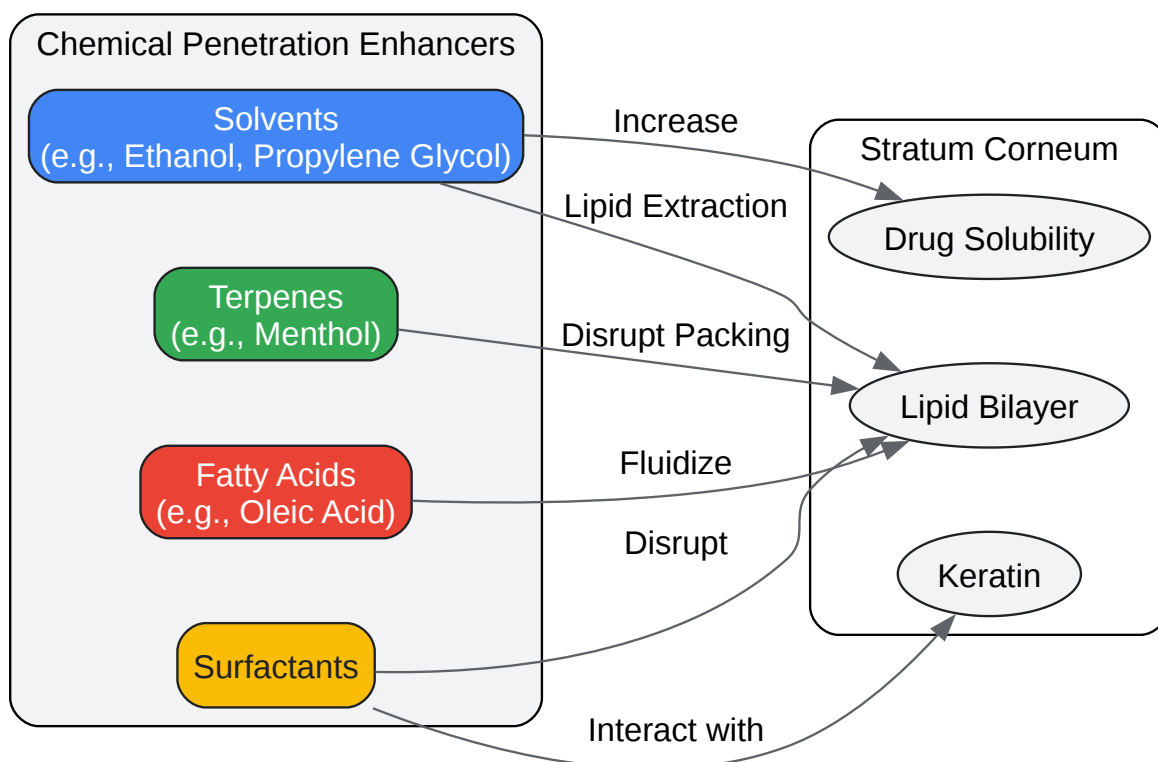 Chemical Penetration Enhancers
Solvents
(e.g., Ethanol, Propylene Glycol)
Terpenes
(e.g., Menthol)
Fatty Acids
(e.g., Oleic Acid)
Surfactants
Increase
Lipid Extraction
Disrupt Packing
Fluidize
Disrupt
Interact with
Stratum Corneum
Drug Solubility
Lipid Bilayer
Keratin